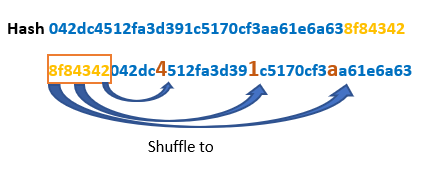 Hash 042dc4512fa3d391c5170cf3aa61e6a638f84342
8f84342042dc4512fa3d391c5170cf3aa61e6a63
Shuffle to